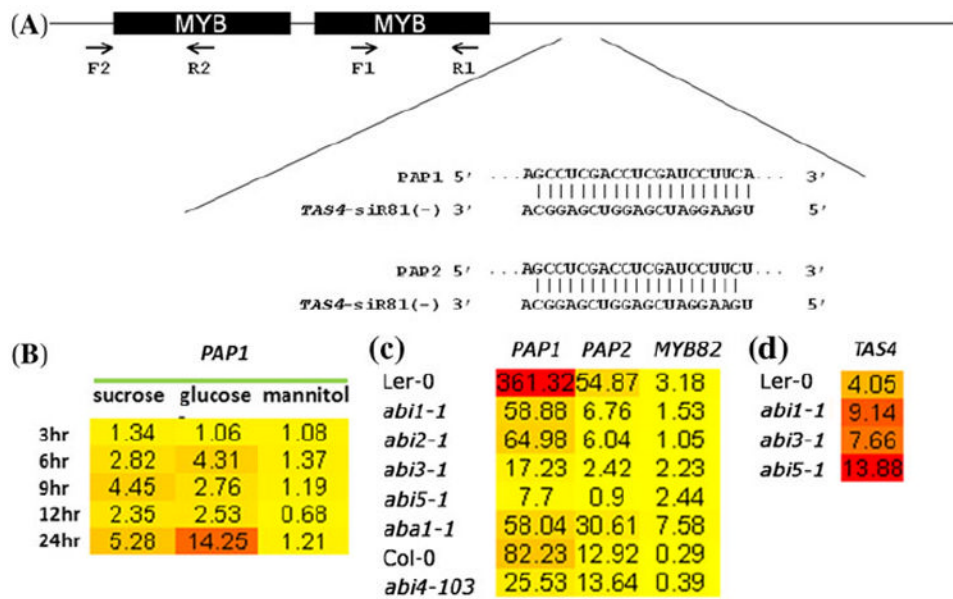 (A) MYB MYB
F2 R2 F1 R1
PAP1 5' ... AGCCUCGACCUCGAUCCUUCA ... 3'
TAS4-siR81(-) 3' ACGGAGCUGGAGCUAGGAAGU 5'
PAP2 5' ... AGCCUCGACCUCGAUCCUUCU ... 3'
TAS4-siR81(-) 3' ACGGAGCUGGAGCUAGGAAGU 5'
(B) PAP1
sucrose glucose mannitol
3hr 1.34 1.06 1.08
6hr 2.82 4.31 1.37
9hr 4.45 2.76 1.19
12hr 2.35 2.53 0.68
24hr 5.28 14.25 1.21
(c) PAP1 PAP2 MYB82
Ler-0 361.32 54.87 3.18
abi1-1 58.88 6.76 1.53
abi2-1 64.98 6.04 1.05
abi3-1 17.23 2.42 2.23
abi5-1 7.7 0.9 2.44
aba1-1 58.04 30.61 7.58
Col-0 82.23 12.92 0.29
abi4-103 25.53 13.64 0.39
(d) TAS4
Ler-0 4.05
abi1-1 9.14
abi3-1 7.66
abi5-1 13.88